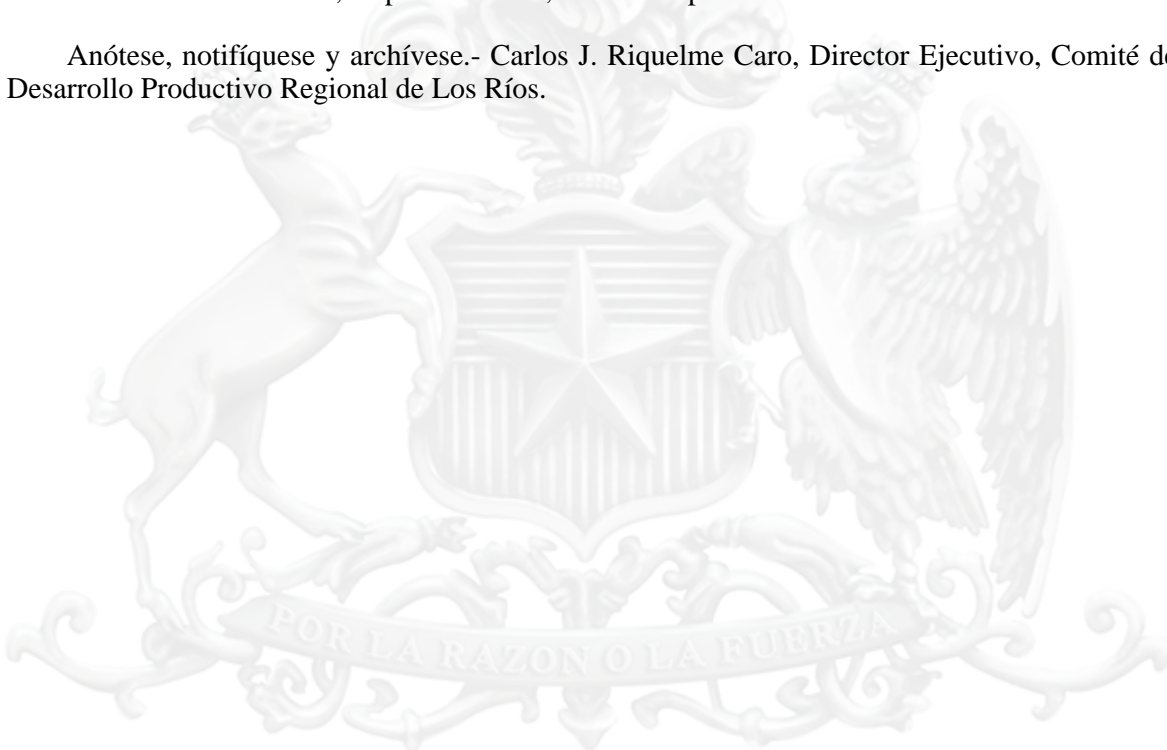 Anótese, notifíquese y archívese.- Carlos J. Riquelme Caro, Director Ejecutivo, Comité de
Desarrollo Productivo Regional de Los Ríos.
POR LA RAZON O LA FUERZA